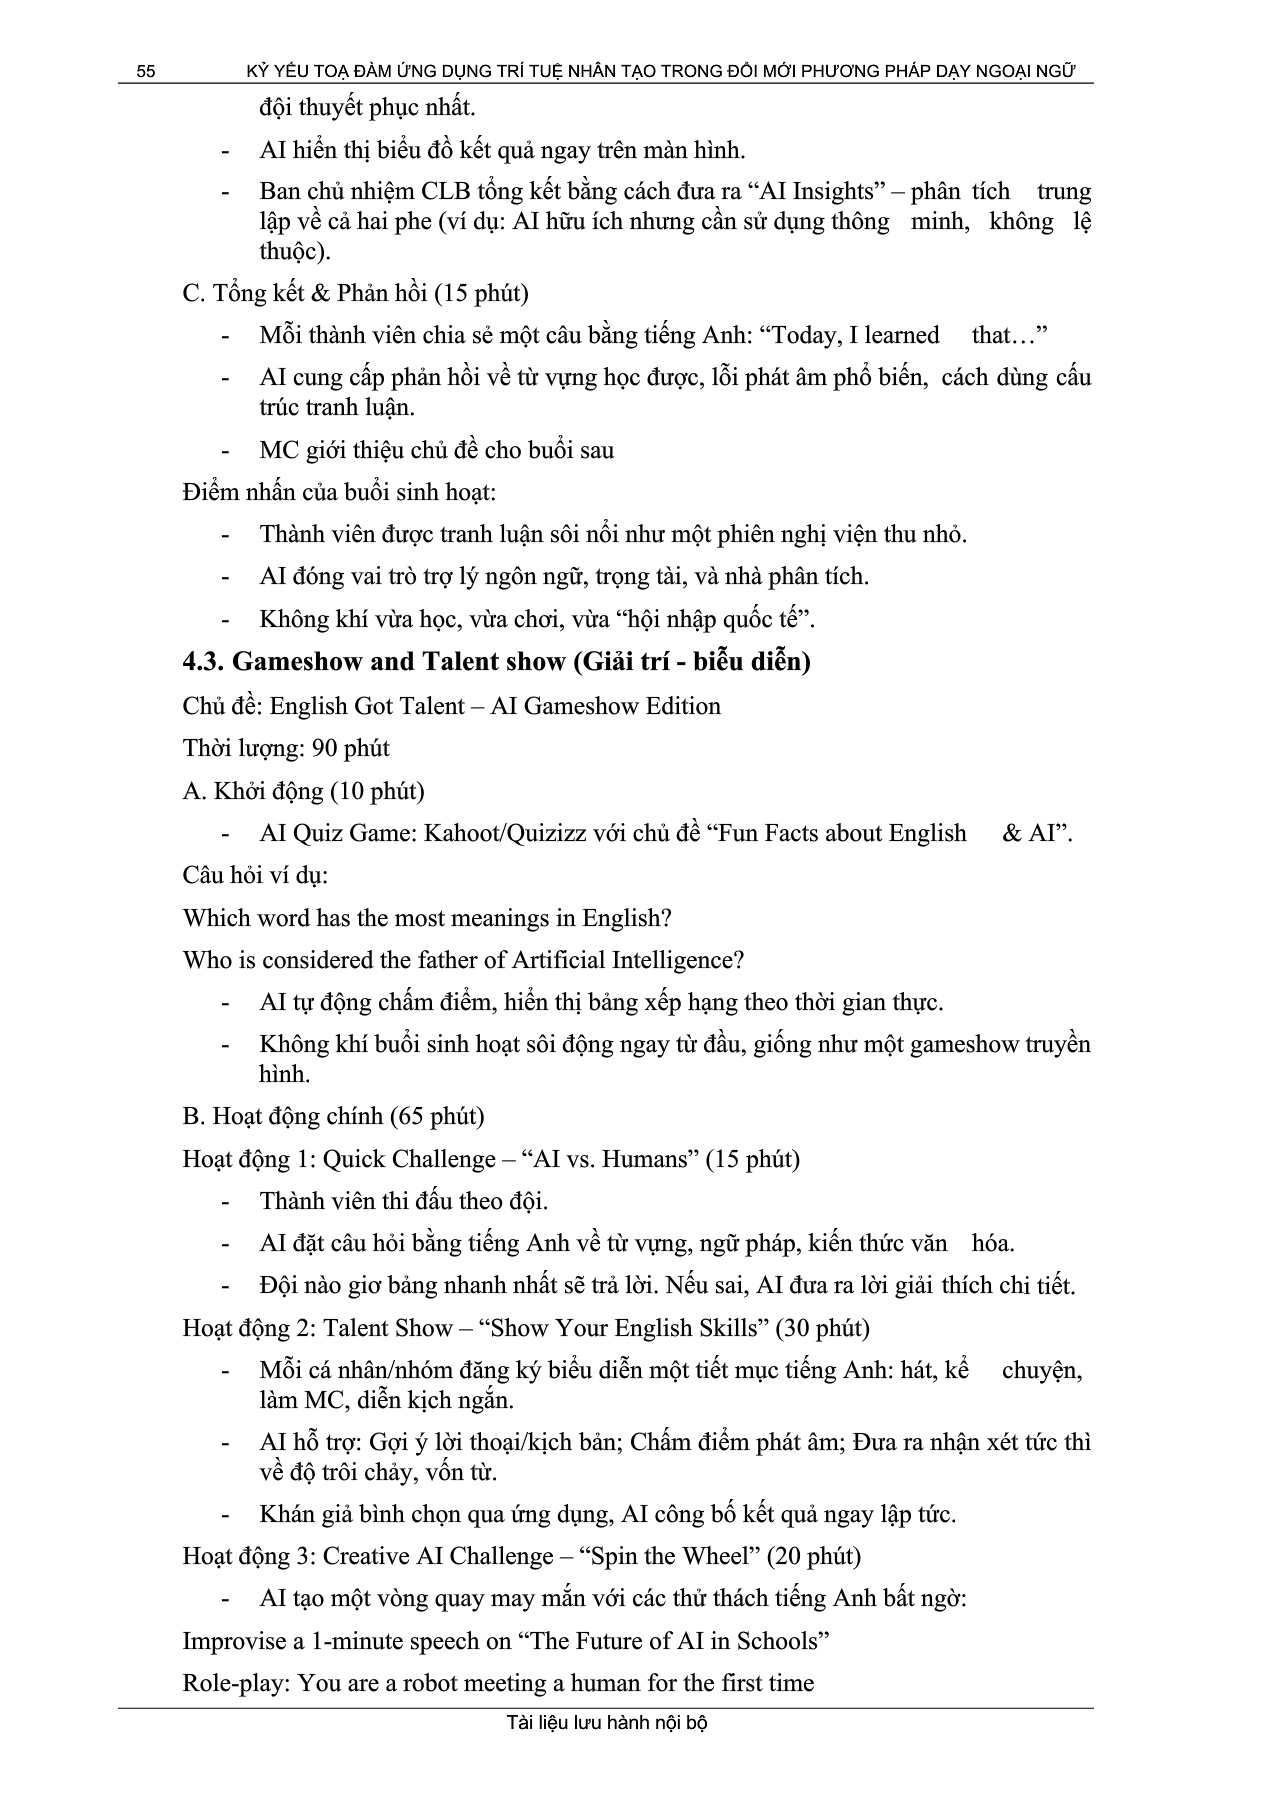 55 KỶ YẾU TOẠ ĐÀM ỨNG DỤNG TRÍ TUỆ NHÂN TẠO TRONG ĐỔI MỚI PHƯƠNG PHÁP DẠY NGOẠI NGỮ
đội thuyết phục nhất.
- AI hiển thị biểu đồ kết quả ngay trên màn hình.
- Ban chủ nhiệm CLB tổng kết bằng cách đưa ra “AI Insights” – phân tích trung
lập về cả hai phe (ví dụ: AI hữu ích nhưng cần sử dụng thông minh, không lệ
thuộc).
C. Tổng kết & Phản hồi (15 phút)
- Mỗi thành viên chia sẻ một câu bằng tiếng Anh: “Today, I learned that…”
- AI cung cấp phản hồi về từ vựng học được, lỗi phát âm phổ biến, cách dùng cấu
trúc tranh luận.
- MC giới thiệu chủ đề cho buổi sau
Điểm nhấn của buổi sinh hoạt:
- Thành viên được tranh luận sôi nổi như một phiên nghị viện thu nhỏ.
- AI đóng vai trò trợ lý ngôn ngữ, trọng tài, và nhà phân tích.
- Không khí vừa học, vừa chơi, vừa “hội nhập quốc tế”.
4.3. Gameshow and Talent show (Giải trí - biễu diễn)
Chủ đề: English Got Talent – AI Gameshow Edition
Thời lượng: 90 phút
A. Khởi động (10 phút)
- AI Quiz Game: Kahoot/Quizizz với chủ đề “Fun Facts about English & AI”.
Câu hỏi ví dụ:
Which word has the most meanings in English?
Who is considered the father of Artificial Intelligence?
- AI tự động chấm điểm, hiển thị bảng xếp hạng theo thời gian thực.
- Không khí buổi sinh hoạt sôi động ngay từ đầu, giống như một gameshow truyền
hình.
B. Hoạt động chính (65 phút)
Hoạt động 1: Quick Challenge – “AI vs. Humans” (15 phút)
- Thành viên thi đấu theo đội.
- AI đặt câu hỏi bằng tiếng Anh về từ vựng, ngữ pháp, kiến thức văn hóa.
- Đội nào giơ bảng nhanh nhất sẽ trả lời. Nếu sai, AI đưa ra lời giải thích chi tiết.
Hoạt động 2: Talent Show – “Show Your English Skills” (30 phút)
- Mỗi cá nhân/nhóm đăng ký biểu diễn một tiết mục tiếng Anh: hát, kể chuyện,
làm MC, diễn kịch ngắn.
- AI hỗ trợ: Gợi ý lời thoại/kịch bản; Chấm điểm phát âm; Đưa ra nhận xét tức thì
về độ trôi chảy, vốn từ.
- Khán giả bình chọn qua ứng dụng, AI công bố kết quả ngay lập tức.
Hoạt động 3: Creative AI Challenge – “Spin the Wheel” (20 phút)
- AI tạo một vòng quay may mắn với các thử thách tiếng Anh bất ngờ:
Improvise a 1-minute speech on “The Future of AI in Schools”
Role-play: You are a robot meeting a human for the first time
Tài liệu lưu hành nội bộ